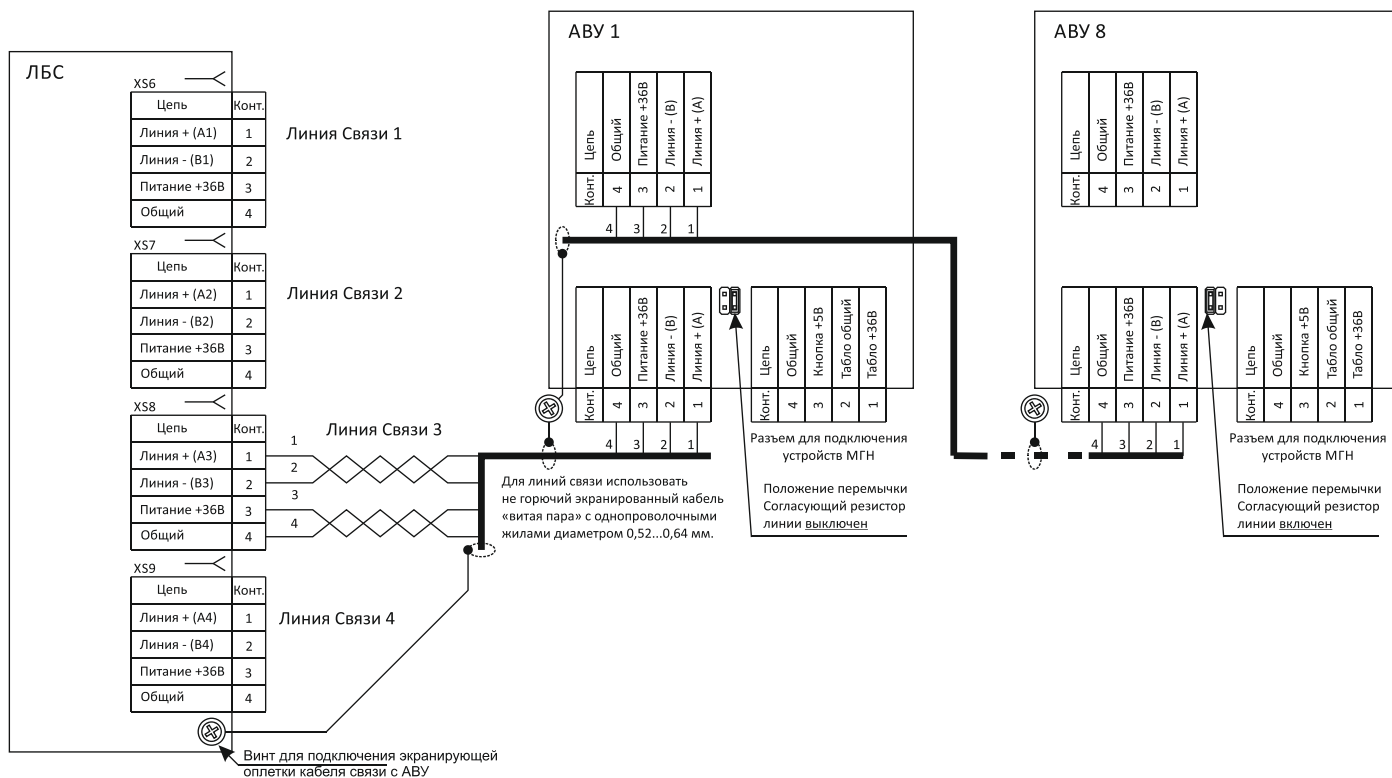 ЛБС
XS6
Цепь Конт.
Линия + (А1) 1
Линия - (В1) 2
Питание +36В 3
Общий 4
Линия Связи 1
XS7
Цепь Конт.
Линия + (А2) 1
Линия - (В2) 2
Питание +36В 3
Общий 4
Линия Связи 2
XS8
Цепь Конт.
Линия + (А3) 1
Линия - (В3) 2
Питание +36В 3
Общий 4
Линия Связи 3
1
2
3
4
XS9
Цепь Конт.
Линия + (А4) 1
Линия - (В4) 2
Питание +36В 3
Общий 4
Линия Связи 4
Винт для подключения экранирующей
оплетки кабеля связи с АВУ
АВУ 1
Конт. Цепь
4 Общий
3 Питание +36В
2 Линия - (В)
1 Линия + (А)
4 3 2 1
Конт. Цепь
4 Общий
3 Питание +36В
2 Линия - (В)
1 Линия + (А)
4 3 2 1
Конт. Цепь
4 Общий
3 Кнопка +5В
2 Табло общий
1 Табло +36В
Для линий связи использовать
не горючий экранированный кабель
«витая пара» с однопроволочными
жилами диаметром 0,52...0,64 мм.
Разъем для подключения
устройств МГН
Положение перемычки
Согласующий резистор
линии выключен
АВУ 8
Конт. Цепь
4 Общий
3 Питание +36В
2 Линия - (В)
1 Линия + (А)
Конт. Цепь
4 Общий
3 Питание +36В
2 Линия - (В)
1 Линия + (А)
4 3 2 1
Конт. Цепь
4 Общий
3 Кнопка +5В
2 Табло общий
1 Табло +36В
Разъем для подключения
устройств МГН
Положение перемычки
Согласующий резистор
линии включен